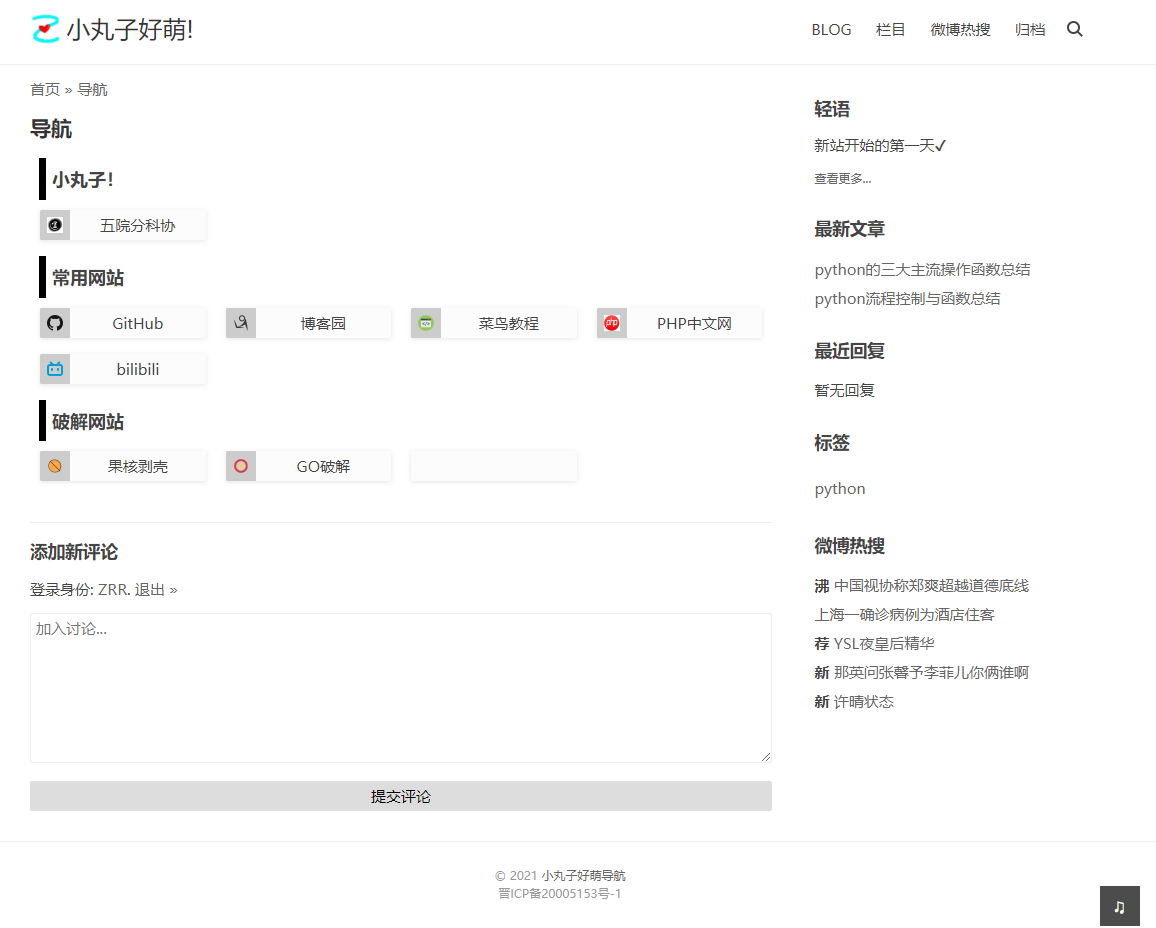 小丸子好萌!
BLOG 栏目 微博热搜 归档
首页 » 导航
导航
小丸子！
五院分科协
常用网站
GitHub 博客园 菜鸟教程 PHP中文网
bilibili
破解网站
果核剥壳 GO破解
添加新评论
登录身份: ZRR. 退出 »
加入讨论...
提交评论
轻语
新站开始的第一天✔
查看更多...
最新文章
python的三大主流操作函数总结
python流程控制与函数总结
最近回复
暂无回复
标签
python
微博热搜
沸 中国视协称郑爽超越道德底线
上海一确诊病例为酒店住客
荐 YSL夜皇后精华
新 那英问张馨予李菲儿你俩谁啊
新 许晴状态
© 2021 小丸子好萌导航
晋ICP备20005153号-1